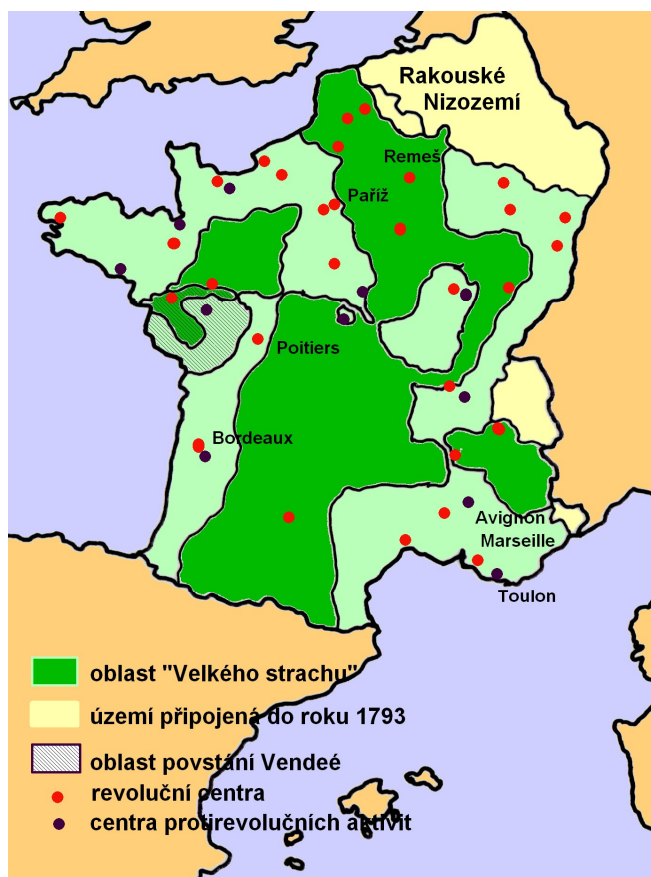 Rakouské
Nizozemí
Remeš
Paříž
Poitiers
Bordeaux
Avignon
Marseille
Toulon
oblast "Velkého strachu"
území připojená do roku 1793
oblast povstání Vendeé
revoluční centra
centra protirevolučních aktivit